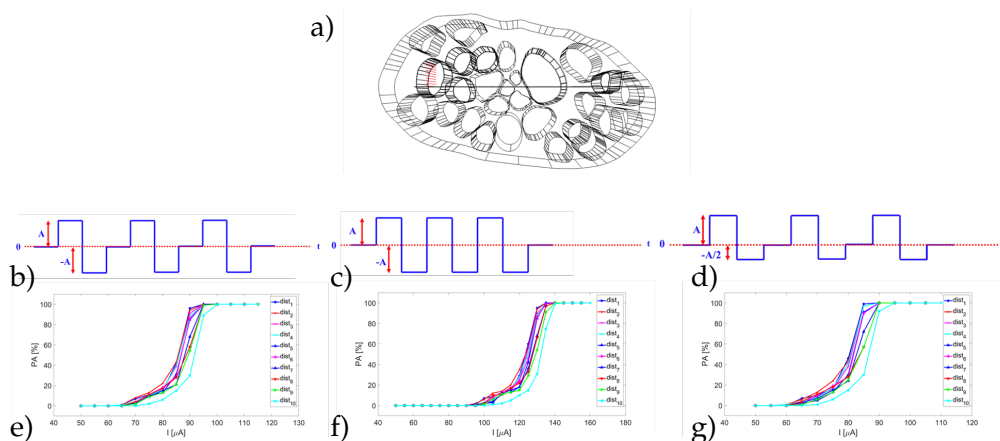 a)
A
0
-A
t
b)
A
0
-A
t
c)
A
0
-A/2
t
d)
100
80
60
40
20
0
PA [%]
40 50 60 70 80 90 100 110 120
I [µA]
dist1
dist2
dist3
dist4
dist5
dist6
dist7
dist8
dist9
dist10
e)
100
80
60
40
20
0
PA [%]
40 60 80 100 120 140 160 180
I [µA]
dist1
dist2
dist3
dist4
dist5
dist6
dist7
dist8
dist9
dist10
f)
100
80
60
40
20
0
PA [%]
40 50 60 70 80 90 100 110 120
I [µA]
dist1
dist2
dist3
dist4
dist5
dist6
dist7
dist8
dist9
dist10
g)